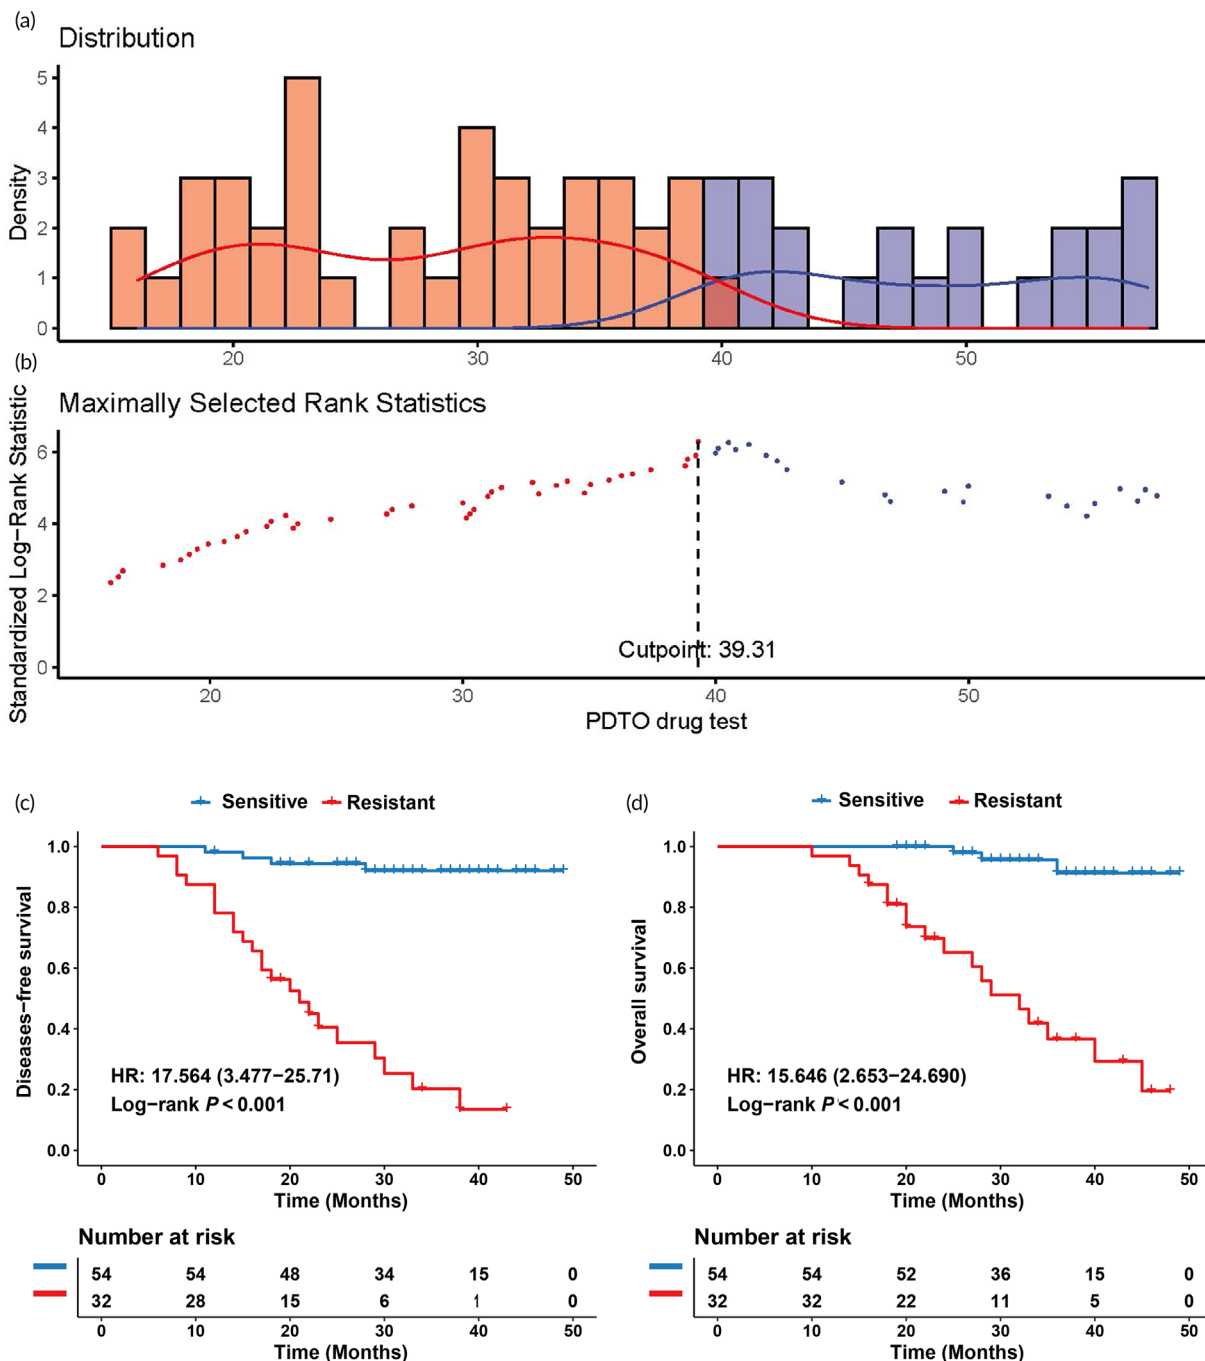 (a)
Distribution
Density
5
4
3
2
1
0
20 30 40 50
(b)
Maximally Selected Rank Statistics
Standardized Log-Rank Statistic
6
4
2
0
Cutpoint: 39.31
20 30 40 50
PDTO drug test
(c)
Sensitive Resistant
Diseases-free survival
1.0
0.8
0.6
0.4
0.2
0.0
HR: 17.564 (3.477-25.71)
Log-rank P < 0.001
0 10 20 30 40 50
Time (Months)
Number at risk
54 54 48 34 15 0
32 28 15 6 1 0
0 10 20 30 40 50
Time (Months)
(d)
Sensitive Resistant
Overall survival
1.0
0.8
0.6
0.4
0.2
0.0
HR: 15.646 (2.653-24.690)
Log-rank P < 0.001
0 10 20 30 40 50
Time (Months)
Number at risk
54 54 52 36 15 0
32 32 22 11 5 0
0 10 20 30 40 50
Time (Months)